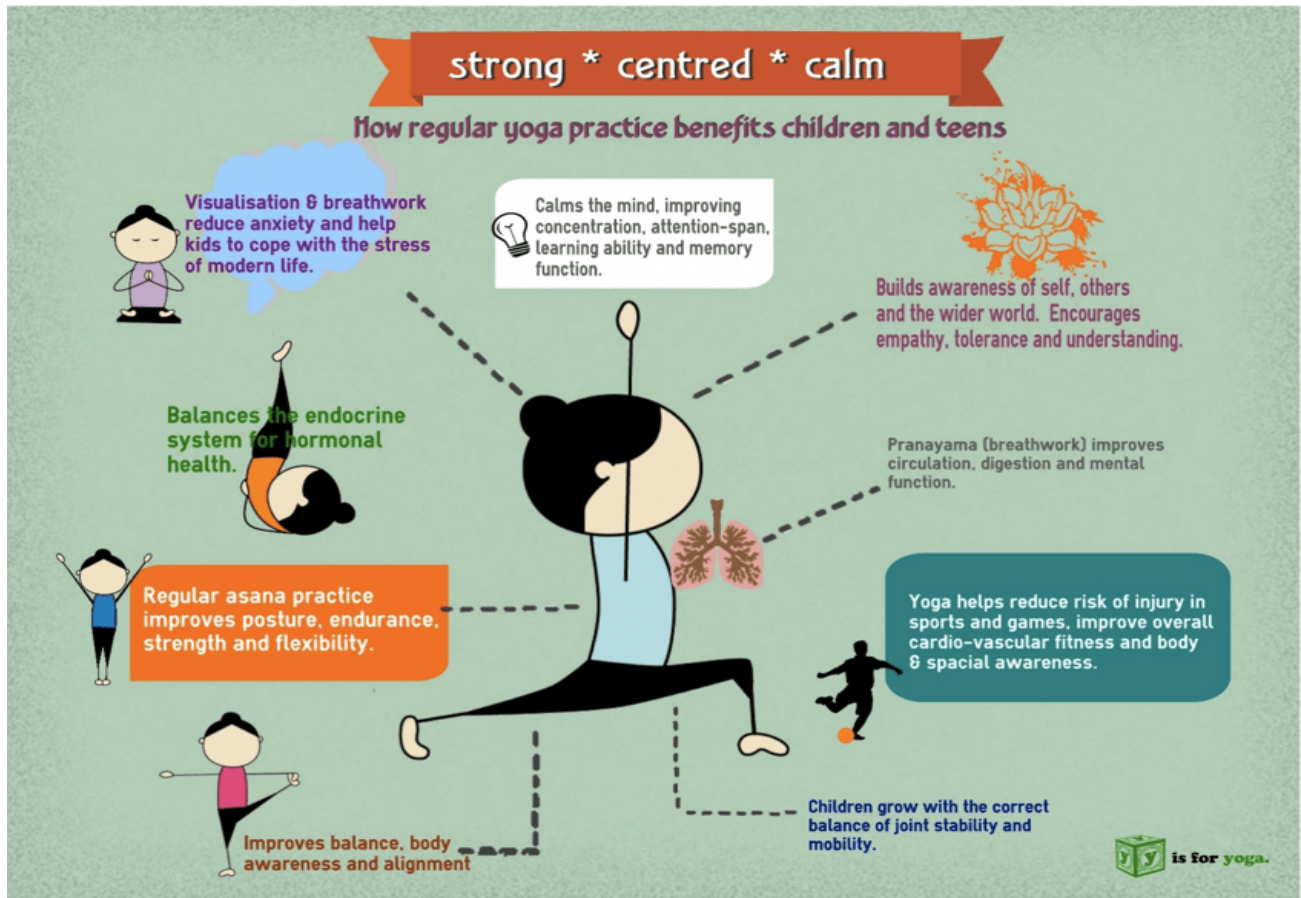 strong * centred * calm
How regular yoga practice benefits children and teens
Visualisation & breathwork
reduce anxiety and help
kids to cope with the stress
of modern life.
Calms the mind, improving
concentration, attention-span,
learning ability and memory
function.
Builds awareness of self, others
and the wider world. Encourages
empathy, tolerance and understanding.
Balances the endocrine
system for hormonal
health.
Pranayama (breathwork) improves
circulation, digestion and mental
function.
Regular asana practice
improves posture, endurance,
strength and flexibility.
Yoga helps reduce risk of injury in
sports and games, improve overall
cardio-vascular fitness and body
& spacial awareness.
Improves balance, body
awareness and alignment
Children grow with the correct
balance of joint stability and
mobility.
y y is for yoga.